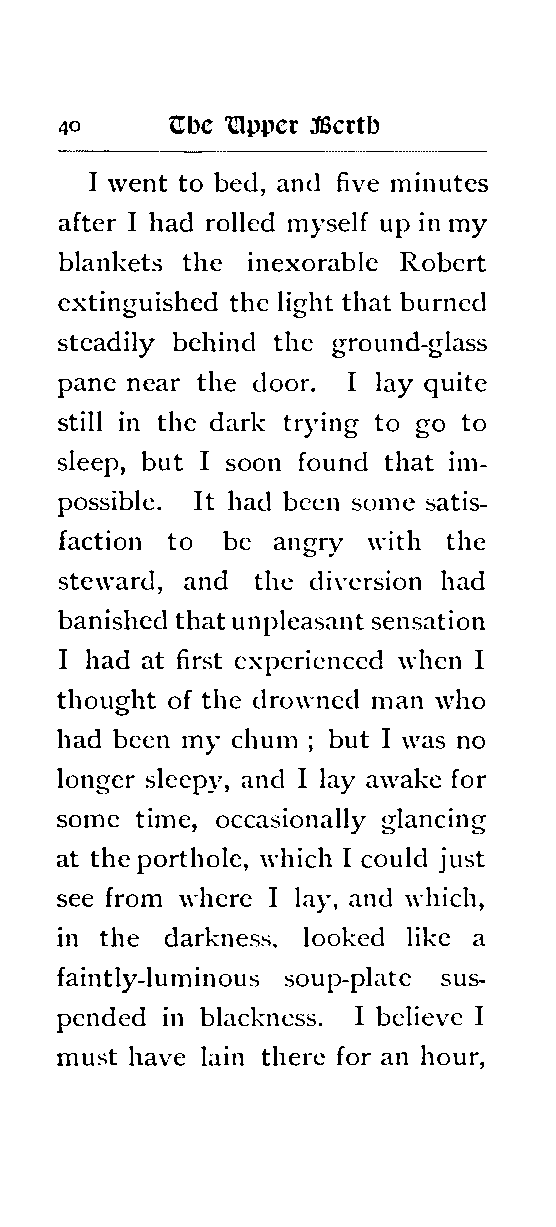 40 The Upper Berth
I went to bed, and five minutes
after I had rolled myself up in my
blankets the inexorable Robert
extinguished the light that burned
steadily behind the ground-glass
pane near the door. I lay quite
still in the dark trying to go to
sleep, but I soon found that im-
possible. It had been some satis-
faction to be angry with the
steward, and the diversion had
banished that unpleasant sensation
I had at first experienced when I
thought of the drowned man who
had been my chum ; but I was no
longer sleepy, and I lay awake for
some time, occasionally glancing
at the porthole, which I could just
see from where I lay, and which,
in the darkness, looked like a
faintly-luminous soup-plate sus-
pended in blackness. I believe I
must have lain there for an hour,